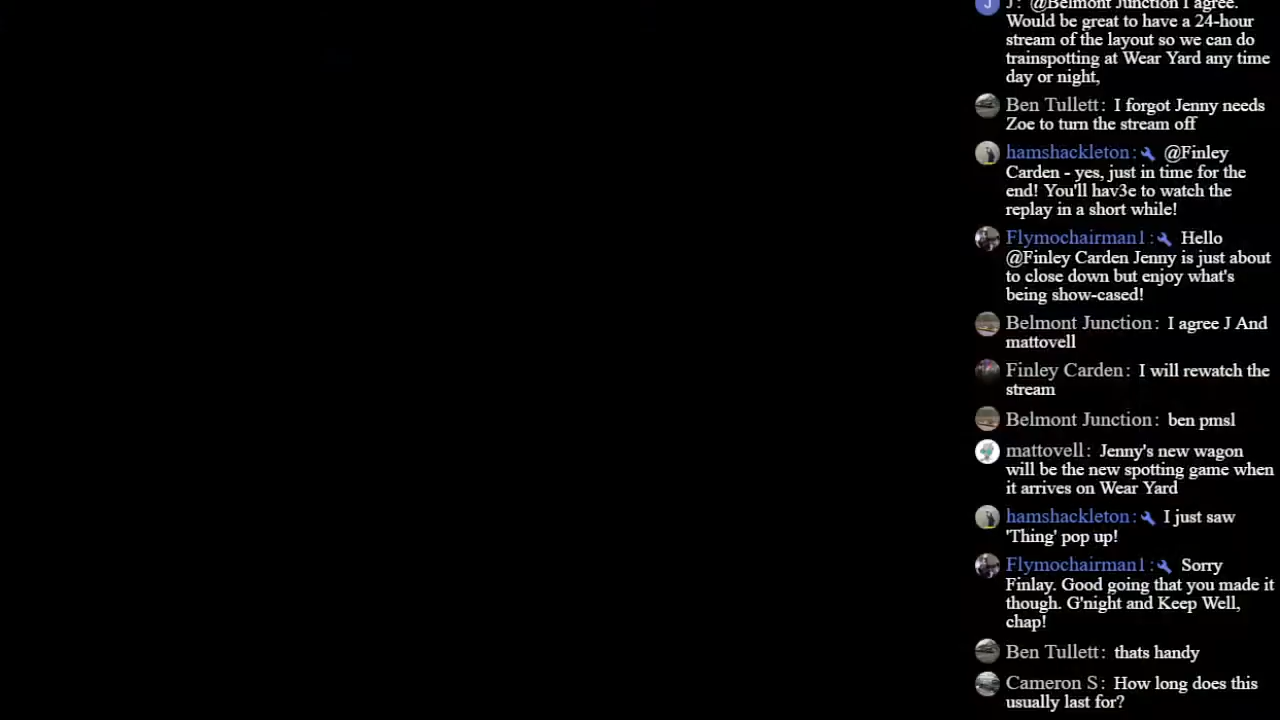 J: @Belmont Junction I agree.
Would be great to have a 24-hour
stream of the layout so we can do
trainspotting at Wear Yard any time
day or night,
Ben Tullett: I forgot Jenny needs
Zoe to turn the stream off
hamshackleton: @Finley
Carden - yes, just in time for the
end! You'll hav3e to watch the
replay in a short while!
Flymochairman1: Hello
@Finley Carden Jenny is just about
to close down but enjoy what's
being show-cased!
Belmont Junction: I agree J And
mattovell
Finley Carden: I will rewatch the
stream
Belmont Junction: ben pmsl
mattovell: Jenny's new wagon
will be the new spotting game when
it arrives on Wear Yard
hamshackleton: I just saw
'Thing' pop up!
Flymochairman1: Sorry
Finlay. Good going that you made it
though. G'night and Keep Well,
chap!
Ben Tullett: thats handy
Cameron S: How long does this
usually last for?